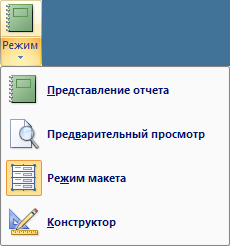 Режим
Представление отчета
Предварительный просмотр
Режим макета
Конструктор